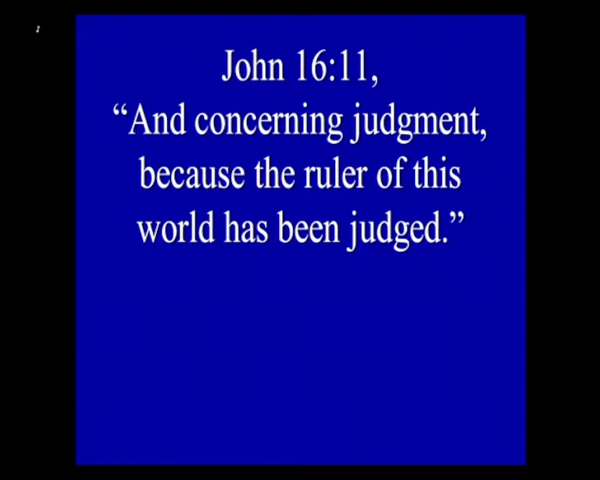 John 16:11,
“And concerning judgment,
because the ruler of this
world has been judged.”